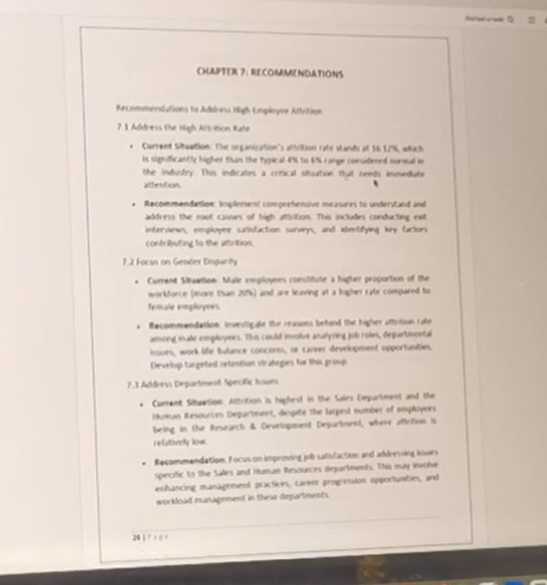 CHAPTER 7: RECOMMENDATIONS
Recommendations to Address High Employee Attrition
7.1 Address the High Attrition Rate
• Current Situation: The organization's attrition rate stands at 16.12%, which
is significantly higher than the typical 4% to 6% range considered normal in
the industry. This indicates a critical situation that needs immediate
attention.
• Recommendation: Implement comprehensive measures to understand and
address the root causes of high attrition. This includes conducting exit
interviews, employee satisfaction surveys, and identifying key factors
contributing to the attrition.
7.2 Focus on Gender Disparity
• Current Situation: Male employees constitute a higher proportion of the
workforce (more than 20%) and are leaving at a higher rate compared to
female employees.
• Recommendation: Investigate the reasons behind the higher attrition rate
among male employees. This could involve analyzing job roles, departmental
issues, work life balance concerns, or career development opportunities.
Develop targeted retention strategies for this group.
7.3 Address Department Specific Issues
• Current Situation: Attrition is highest in the Sales Department and the
Human Resources Department, despite the largest number of employees
being in the Research & Development Department, where attrition is
relatively low.
• Recommendation: Focus on improving job satisfaction and addressing issues
specific to the Sales and Human Resources departments. This may involve
enhancing management practices, career progression opportunities, and
workload management in these departments.
26 | P a g e